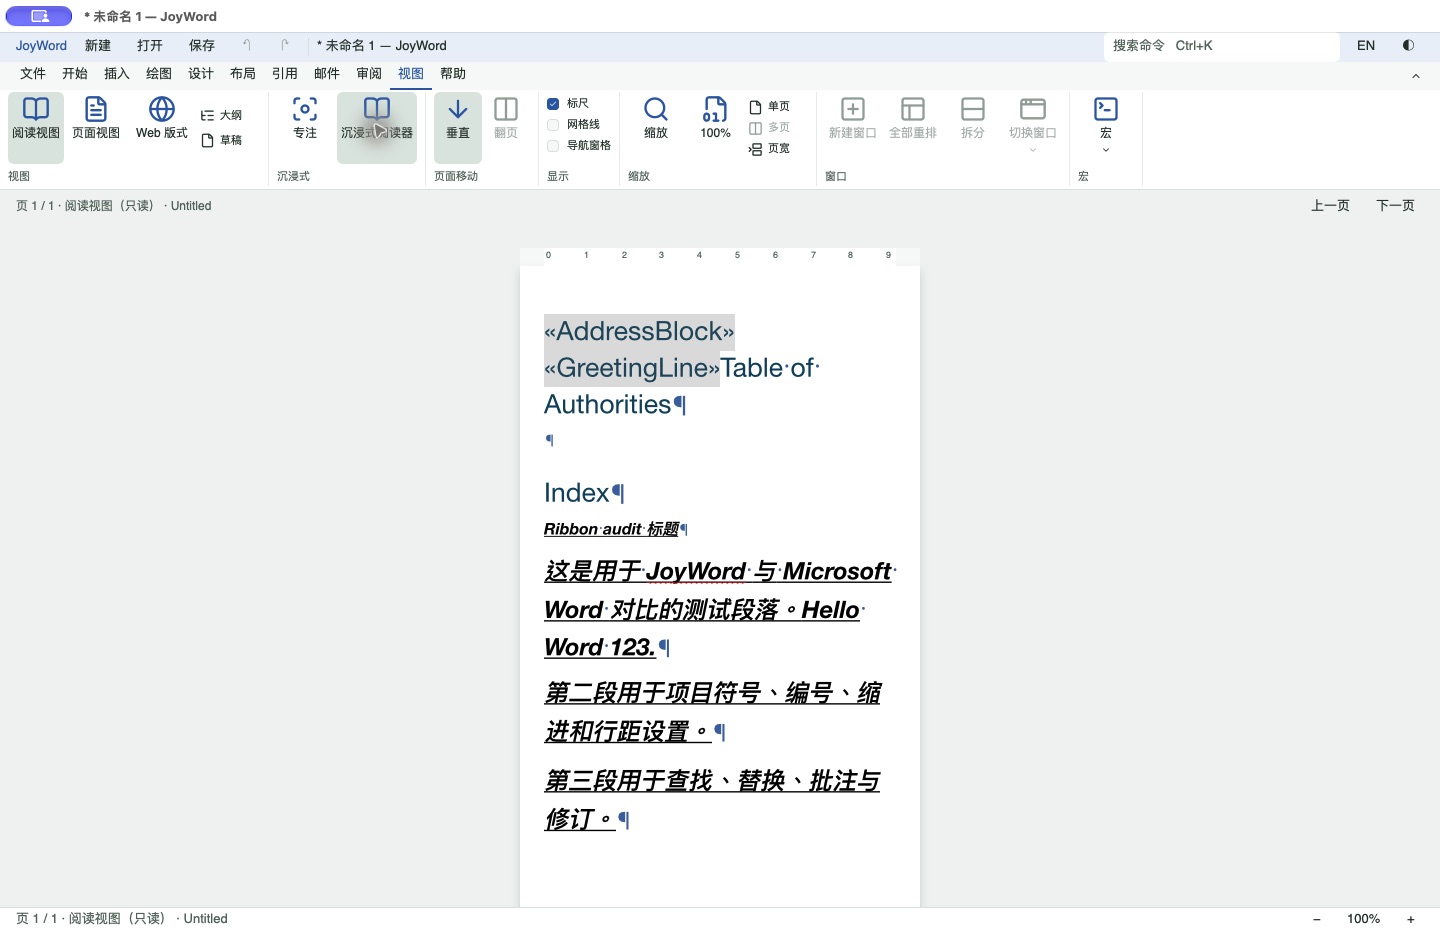 * 未命名 1 — JoyWord
JoyWord 新建 打开 保存 * 未命名 1 — JoyWord 搜索命令 Ctrl+K EN
文件 开始 插入 绘图 设计 布局 引用 邮件 审阅 视图 帮助
阅读视图 页面视图 Web 版式 大纲 草稿
视图
专注 沉浸式阅读器
沉浸式
垂直 翻页
页面移动
标尺
网格线
导航窗格
显示
缩放 100% 单页 多页 页宽
缩放
新建窗口 全部重排 拆分 切换窗口
窗口
宏
宏
页 1 / 1 · 阅读视图（只读） · Untitled 上一页 下一页
0 1 2 3 4 5 6 7 8 9
«AddressBlock»
«GreetingLine»Table·of·
Authorities¶
¶
Index¶
Ribbon·audit·标题¶
这是用于·JoyWord·与·Microsoft·
Word·对比的测试段落。Hello·
Word·123.¶
第二段用于项目符号、编号、缩
进和行距设置。¶
第三段用于查找、替换、批注与
修订。¶
页 1 / 1 · 阅读视图（只读） · Untitled − 100% +